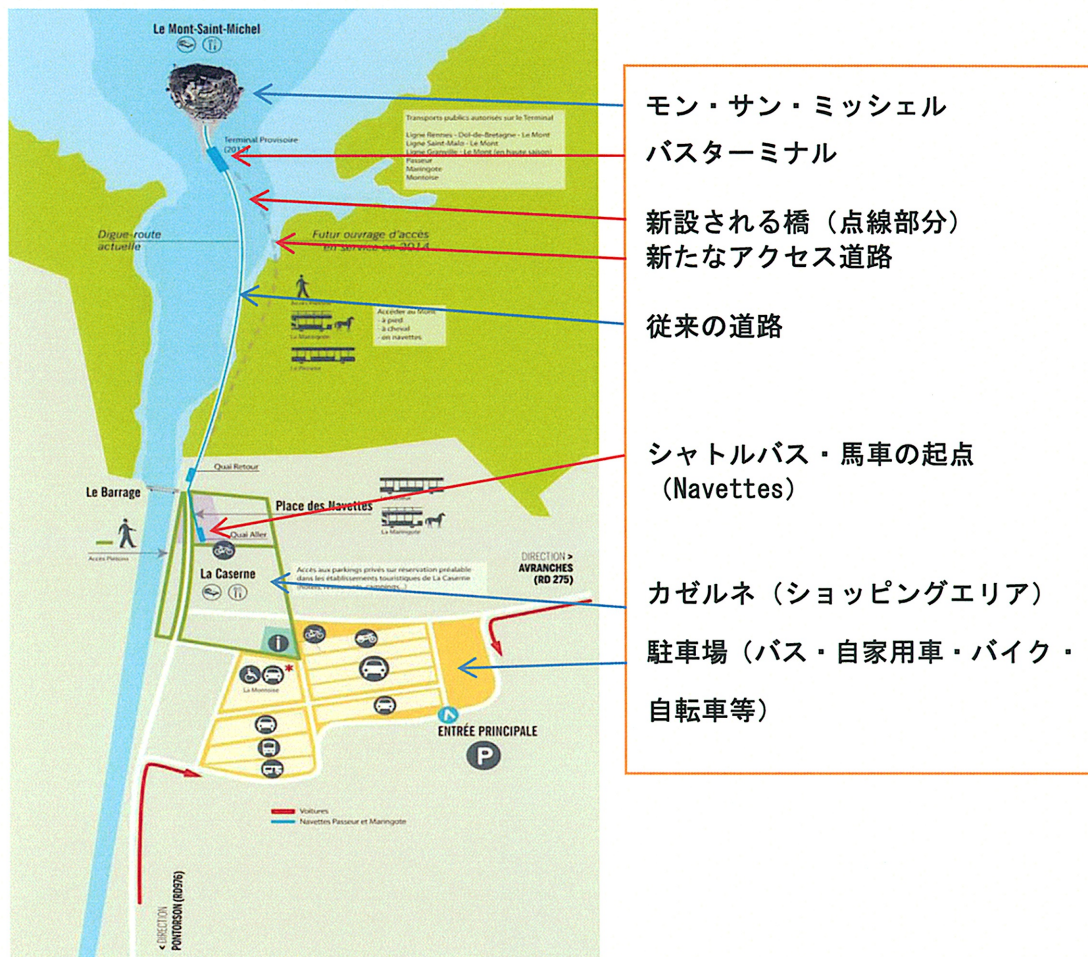 Le Mont-Saint-Michel
Terminal Provisoire
(2012)
Transports publics autorisés sur le Terminal
Ligne Rennes - Dol-de-Bretagne - Le Mont
Ligne Saint-Malo - Le Mont
Ligne Granville - Le Mont (en haute saison)
Passeur
Maringote
Montoise
Digue-route
actuelle
Futur ouvrage d'accès
en service en 2014
La Maringote
Le Passeur
Accéder au Mont
- à pied
- à cheval
- en navettes
Quai Retour
Le Barrage
Place des Navettes
Quai Aller
La Maringote
Accès Piétons
La Caserne
Accès aux parkings privés sur réservation préalable
dans les établissements touristiques de La Caserne
DIRECTION >
AVRANCHES
(RD 275)
i
*
La Montoise
ENTRÉE PRINCIPALE
P
Voitures
Navettes Passeur et Maringote
< DIRECTION
PONTORSON (RD976)
モン・サン・ミッシェル
バスターミナル
新設される橋（点線部分）
新たなアクセス道路
従来の道路
シャトルバス・馬車の起点
（Navettes）
カゼルネ（ショッピングエリア）
駐車場（バス・自家用車・バイク・
自転車等）